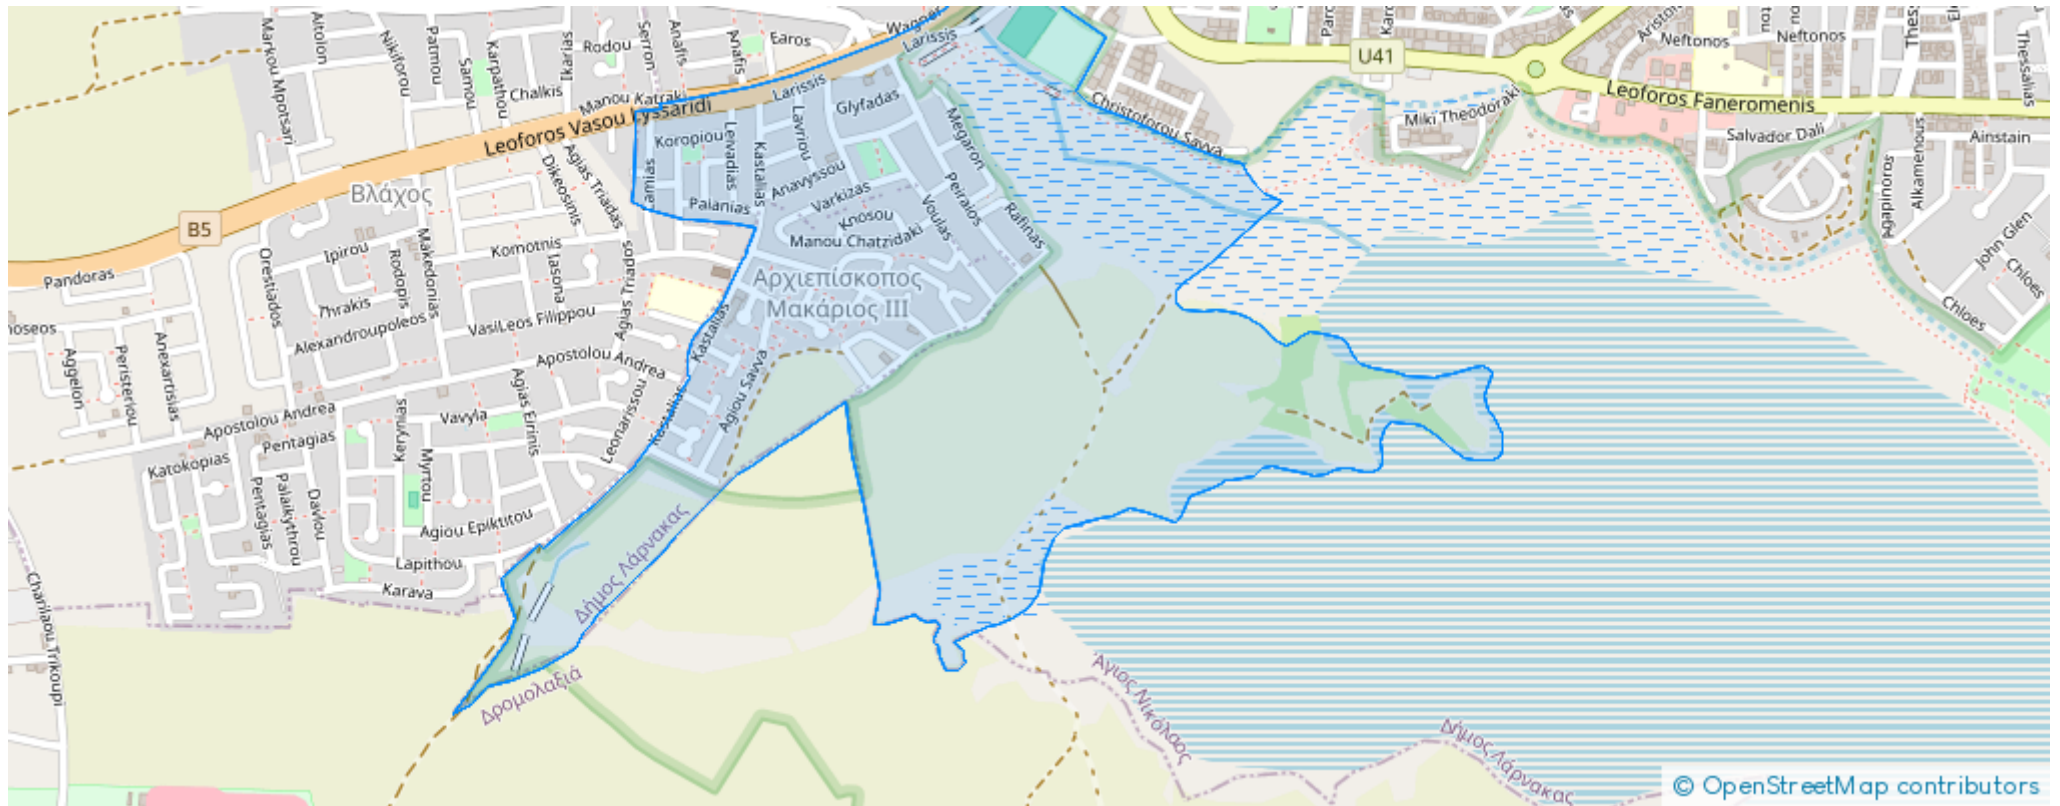 Markou Mpotsari
Aitolon
Nikiforou
Patmou
Samou
Karpathou
Chalkis
Ikarias
Rodou
Serron
Anafis
Anafis
Earos
Wagner
Larissis
Manou Katraki
Larissis
Leoforos Vasou Lyssaridi
Glyfadas
Lavriou
Koropiou
Levadias
Kastalias
Anavyssou
Varkizas
Palanias
Knosou
Manou Chatzidaki
Voulas
Peiraios
Megaron
Rafinas
Christoforou Savva
U41
Miki Theodoraki
Leoforos Faneromenis
Neftonos
Neftonos
Salvador Dali
Ainstain
Thessalias
Alkamenous
Agapinoros
John Glen
Chloes
Chloes
Βλάχος
B5
Dikeosinis
Agias Triadas
Komotnis
Iasona
Ipirou
Rodopis
Makedonias
Orestiados
Pandoras
Thrakis
Alexandroupoleos
VasiLeos Filippou
Agias Triados
Αρχιεπίσκοπος
Μακάριος ΙΙΙ
Kastalias
Apostolou Andrea
Aggelon
Peristeriou
Anexartisias
Apostolou Andrea
Pentagias
Vavyla
Agias Eirinis
Leonarissou
Kastalias
Agiou Savva
Katokopias
Keryneias
Myrtou
Pentagias
Palaikythrou
Davlou
Agiou Epiktitou
Lapithou
Karava
Charilaou Trikoupi
Δήμος Λάρνακας
Δρομολαξιά
Άγιος Νικόλαος
Δήμος Λάρνακας
© OpenStreetMap contributors